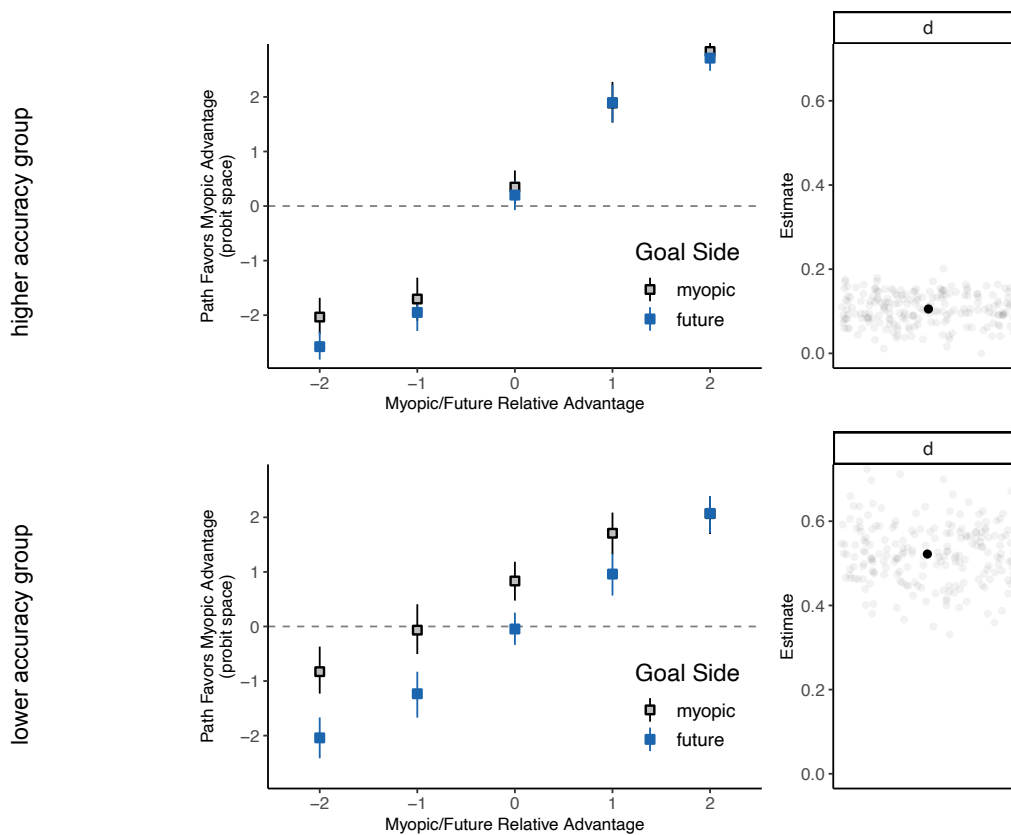 higher accuracy group
Path Favors Myopic Advantage
(probit space)
2
1
0
−1
−2
Goal Side
myopic
future
−2 −1 0 1 2
Myopic/Future Relative Advantage
d
Estimate
0.6
0.4
0.2
0.0
lower accuracy group
Path Favors Myopic Advantage
(probit space)
2
1
0
−1
−2
Goal Side
myopic
future
−2 −1 0 1 2
Myopic/Future Relative Advantage
d
Estimate
0.6
0.4
0.2
0.0